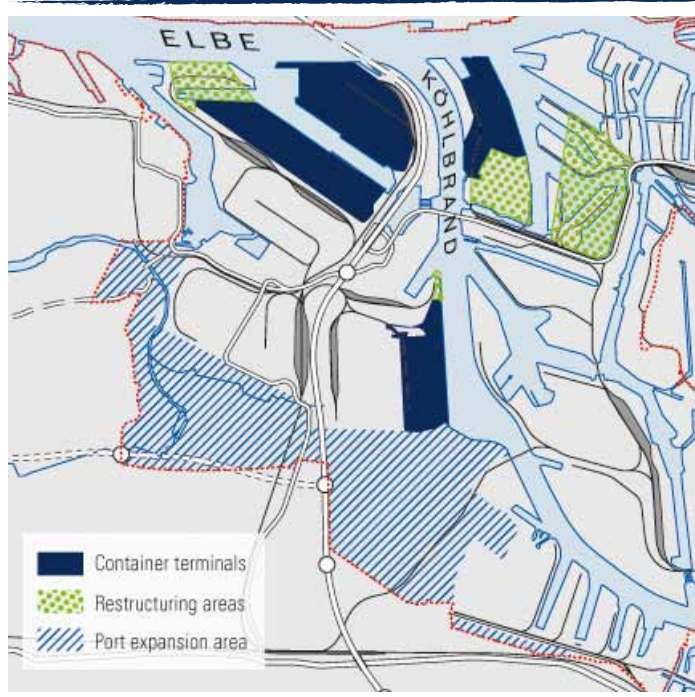 ELBE
KÖHLBRAND
Container terminals
Restructuring areas
Port expansion area